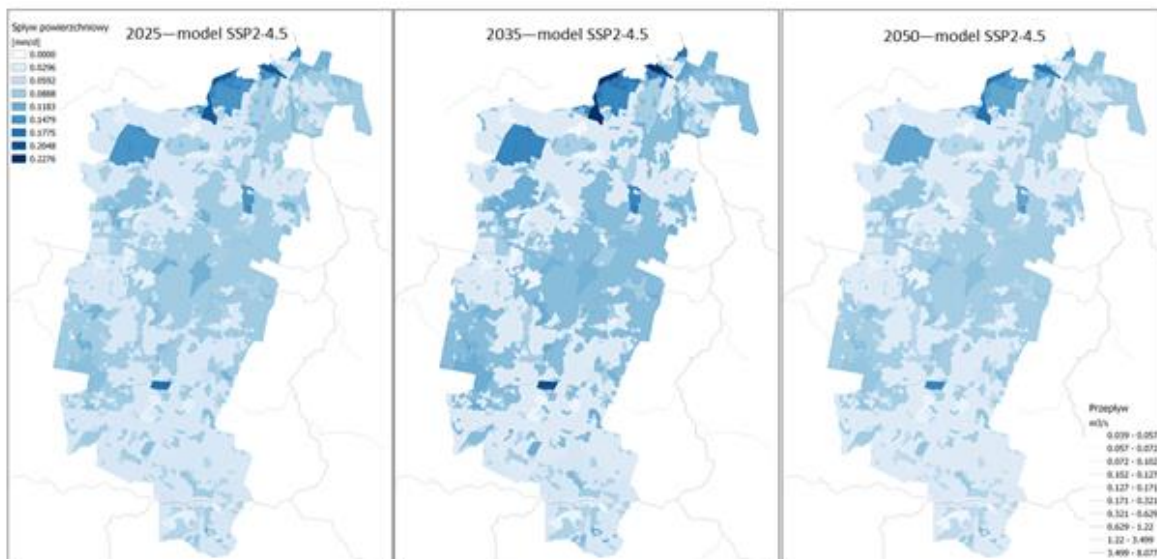 Spływ powierzchniowy
[mm/d]
0.0000
0.0296
0.0592
0.0888
0.1183
0.1479
0.1775
0.2048
0.2276
2025—model SSP2-4.5
2035—model SSP2-4.5
2050—model SSP2-4.5
Przepływ
m3/s
0.039 - 0.057
0.057 - 0.072
0.072 - 0.102
0.102 - 0.127
0.127 - 0.171
0.171 - 0.321
0.321 - 0.629
0.629 - 1.22
1.22 - 3.499
3.499 - 8.077